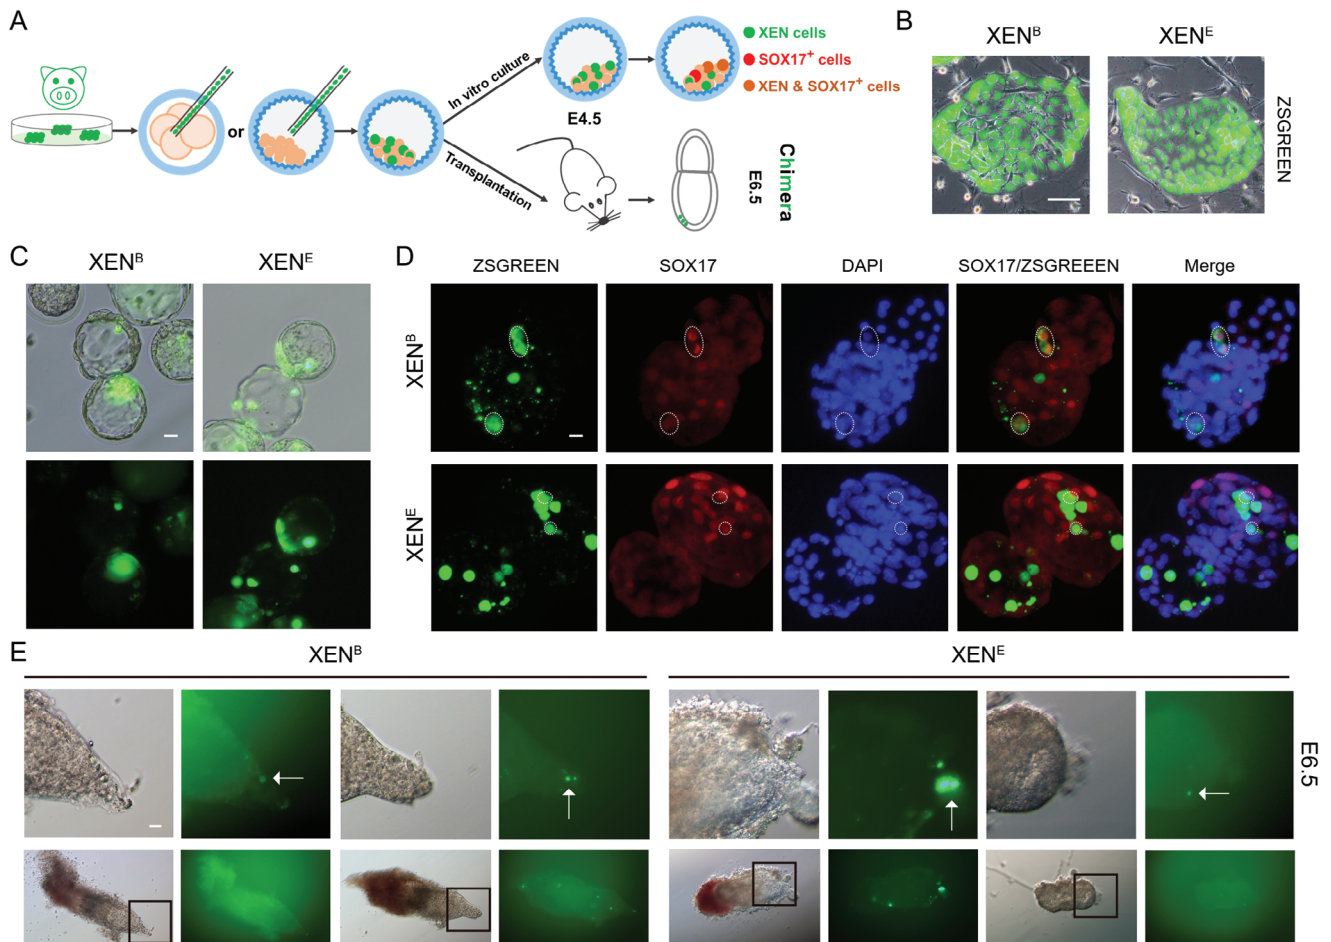 A
XEN cells
SOX17+ cells
XEN & SOX17+ cells
In vitro culture
E4.5
or
Transplantation
E6.5
Chimera
B
XENᴮ
XENᴱ
ZSGREEN
C
XENᴮ
XENᴱ
D
ZSGREEN
SOX17
DAPI
SOX17/ZSGREEEN
Merge
XENᴮ
XENᴱ
E
XENᴮ
XENᴱ
E6.5